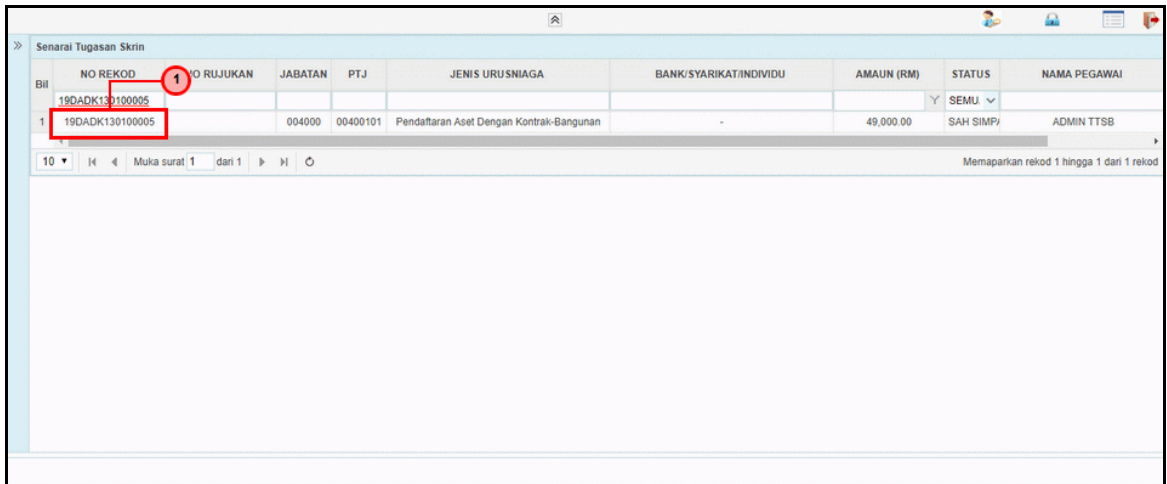 Senarai Tugasan Skrin
Bil NO REKOD NO RUJUKAN JABATAN PTJ JENIS URUSNIAGA BANK/SYARIKAT/INDIVIDU AMAUN (RM) STATUS NAMA PEGAWAI
1
19DADK130100005 SEMU.
1 19DADK130100005 004000 00400101 Pendaftaran Aset Dengan Kontrak-Bangunan - 49,000.00 SAH SIMPA ADMIN TTSB
10 Muka surat 1 dari 1 Memaparkan rekod 1 hingga 1 dari 1 rekod